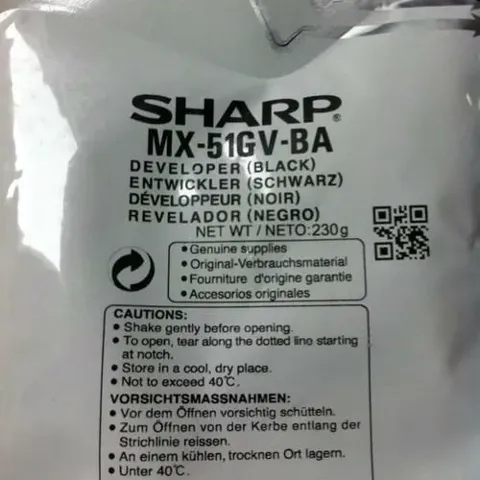 SHARP®
MX-51GV-BA
DEVELOPER (BLACK)
ENTWICKLER (SCHWARZ)
DÉVELOPPEUR (NOIR)
REVELADOR (NEGRO)
NET WT / NETO:230g
• Genuine supplies
• Original-Verbrauchsmaterial
• Fourniture d'origine garantie
• Accesorios originales
CAUTIONS:
• Shake gently before opening.
• To open, tear along the dotted line starting
at notch.
• Store in a cool, dry place.
• Not to exceed 40℃.
VORSICHTSMASSNAHMEN:
• Vor dem Öffnen vorsichtig schütteln.
• Zum Öffnen von der Kerbe entlang der
Strichlinie reissen.
• An einem kühlen, trocknen Ort lagern.
• Unter 40℃.